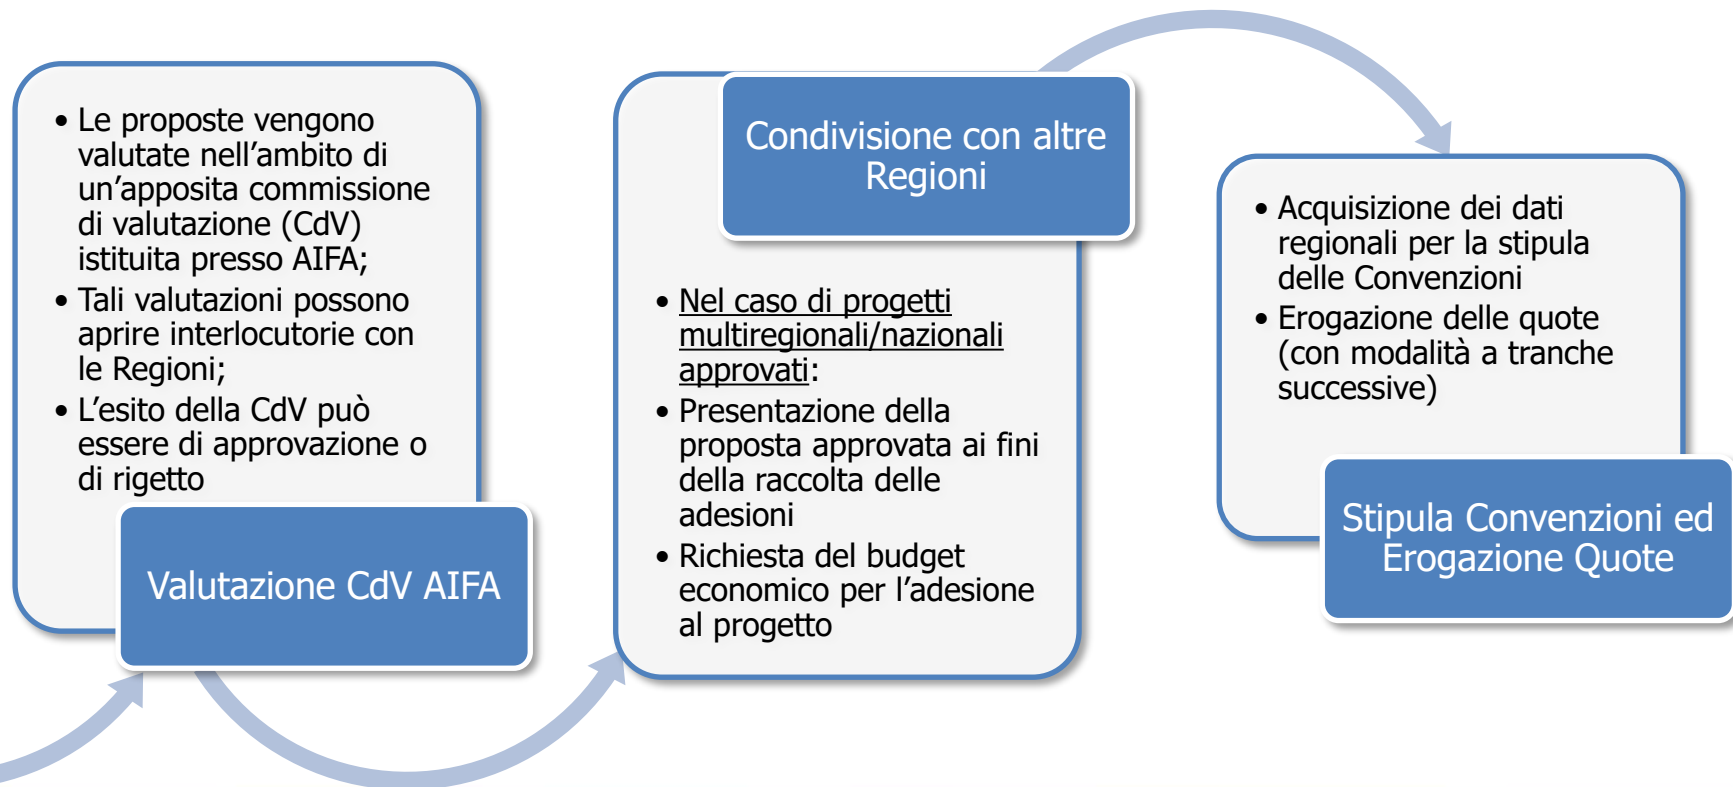 • Le proposte vengono
valutate nell’ambito di
un’apposita commissione
di valutazione (CdV)
istituita presso AIFA;
• Tali valutazioni possono
aprire interlocutorie con
le Regioni;
• L’esito della CdV può
essere di approvazione o
di rigetto
Valutazione CdV AIFA
Condivisione con altre
Regioni
• Nel caso di progetti
multiregionali/nazionali
approvati:
• Presentazione della
proposta approvata ai fini
della raccolta delle
adesioni
• Richiesta del budget
economico per l’adesione
al progetto
• Acquisizione dei dati
regionali per la stipula
delle Convenzioni
• Erogazione delle quote
(con modalità a tranche
successive)
Stipula Convenzioni ed
Erogazione Quote